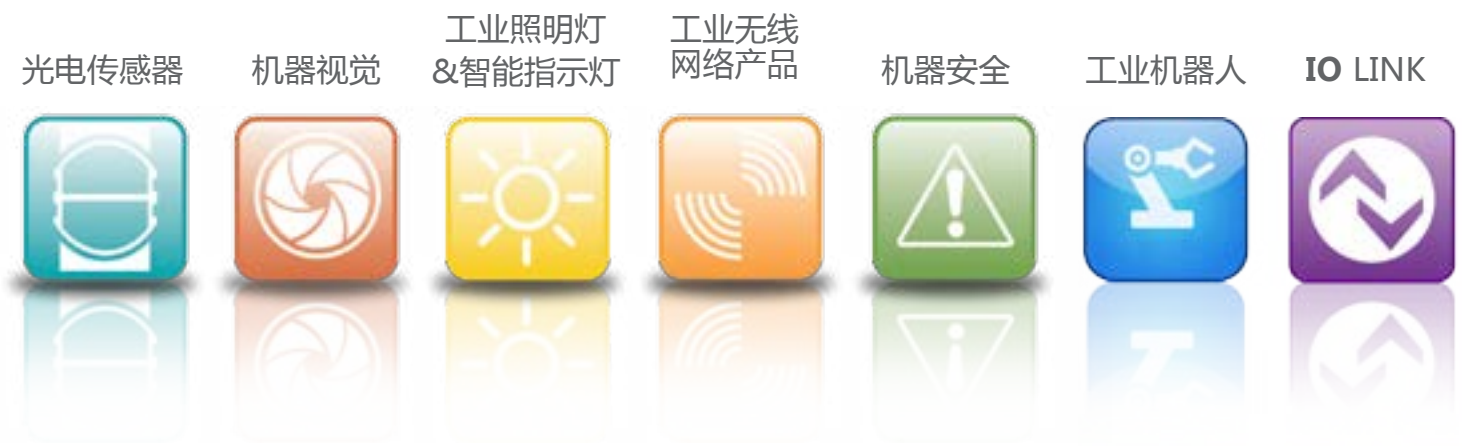 光电传感器
机器视觉
工业照明灯
&智能指示灯
工业无线
网络产品
机器安全
工业机器人
IO LINK